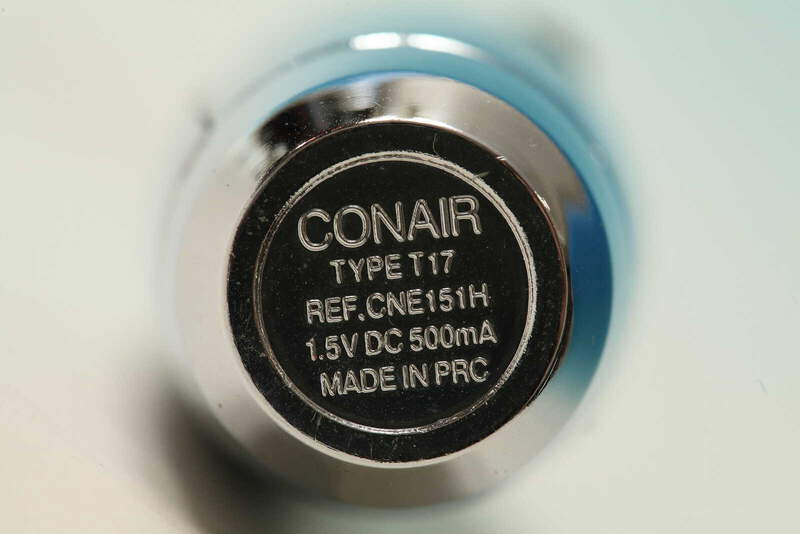 CONAIR
TYPE T17
REF.CNE151H
1.5V DC 500mA
MADE IN PRC